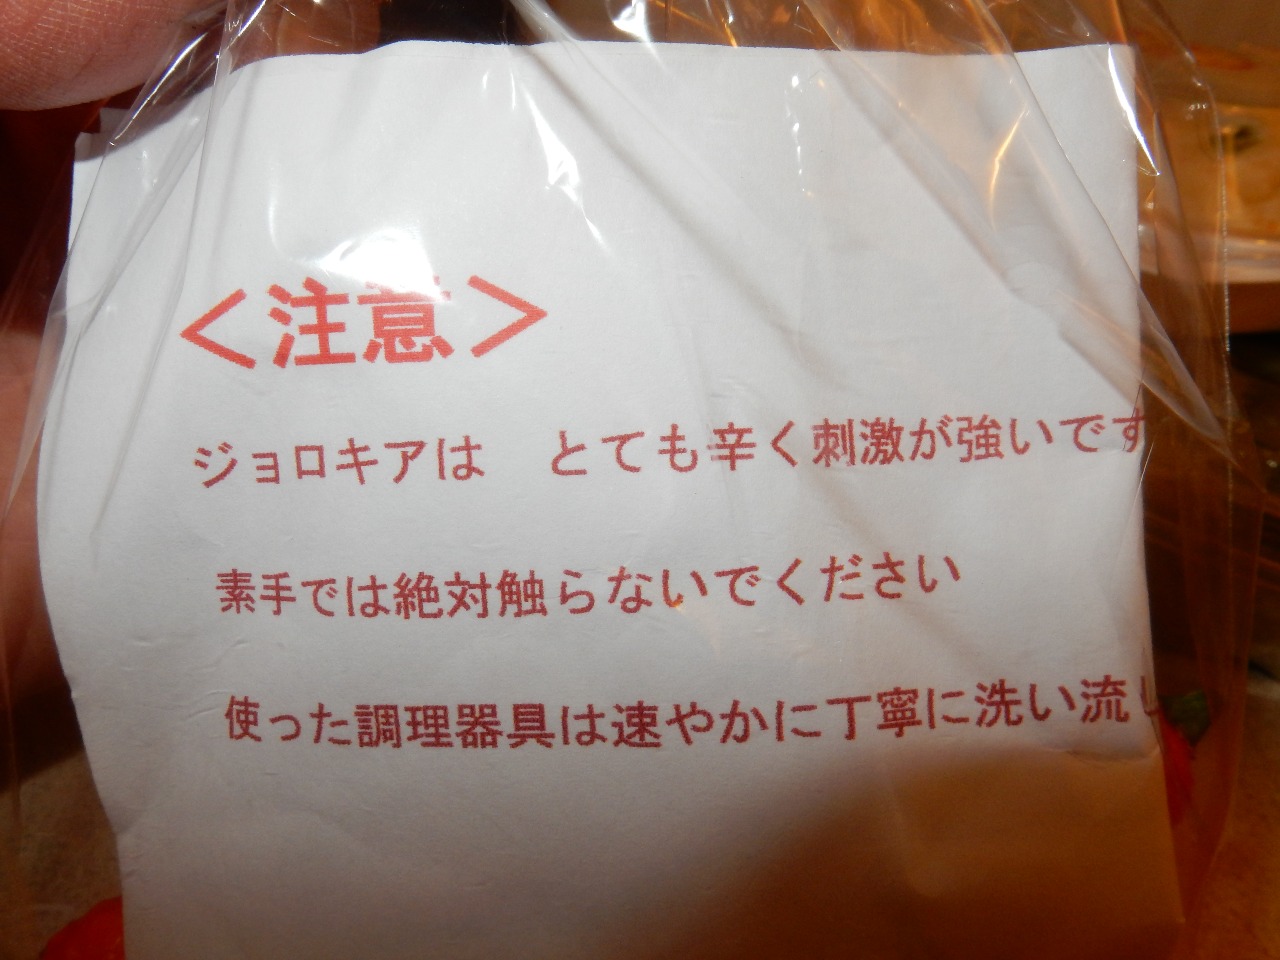 ＜注意＞
ジョロキアは　とても辛く刺激が強いです
素手では絶対触らないでください
使った調理器具は速やかに丁寧に洗い流し